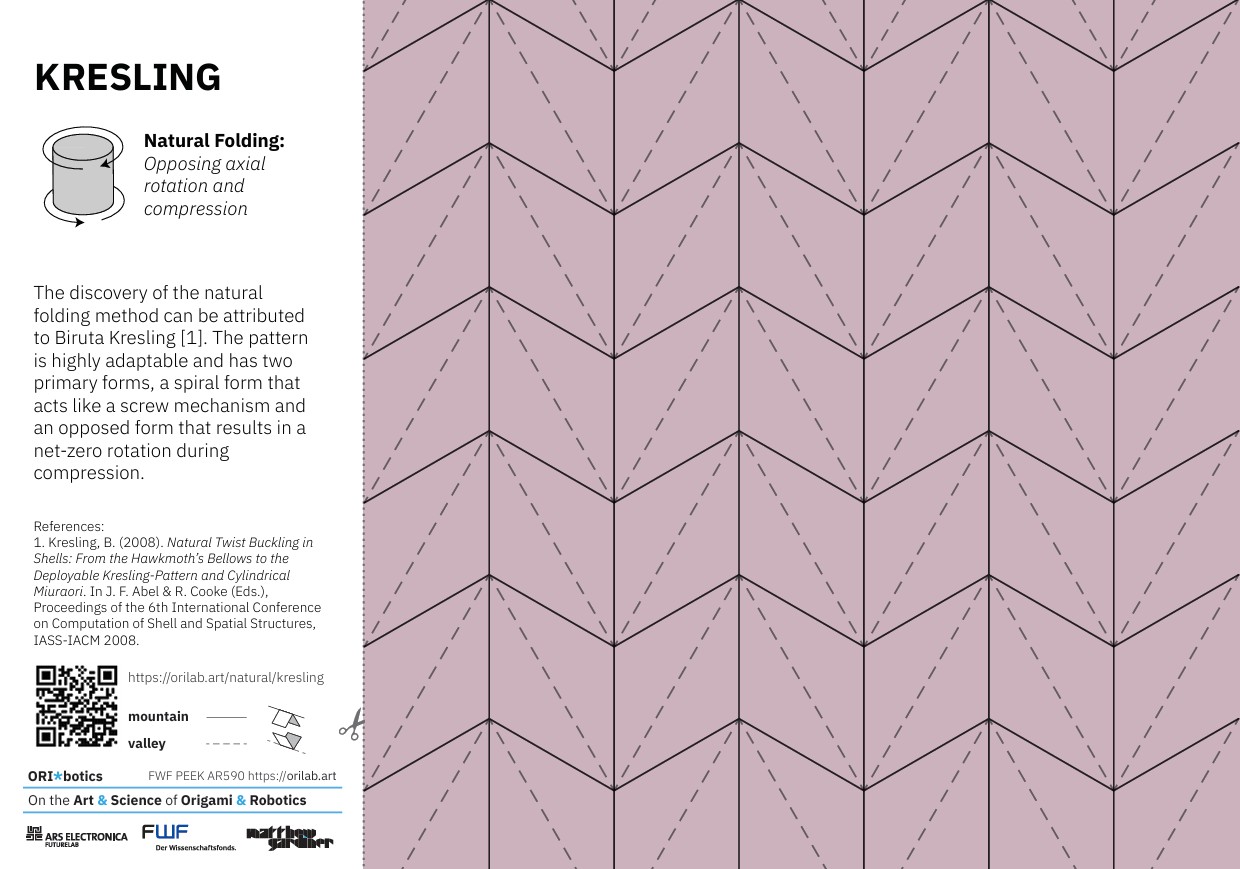 KRESLING
Natural Folding:
Opposing axial
rotation and
compression
The discovery of the natural
folding method can be attributed
to Biruta Kresling [1]. The pattern
is highly adaptable and has two
primary forms, a spiral form that
acts like a screw mechanism and
an opposed form that results in a
net-zero rotation during
compression.
References:
1. Kresling, B. (2008). Natural Twist Buckling in
Shells: From the Hawkmoth’s Bellows to the
Deployable Kresling-Pattern and Cylindrical
Miuraori. In J. F. Abel & R. Cooke (Eds.),
Proceedings of the 6th International Conference
on Computation of Shell and Spatial Structures,
IASS-IACM 2008.
https://orilab.art/natural/kresling
mountain
valley
ORI*botics FWF PEEK AR590 https://orilab.art
On the Art & Science of Origami & Robotics
ARS ELECTRONICA
FUTURELAB
FWF
Der Wissenschaftsfonds.
matthew
gardiner